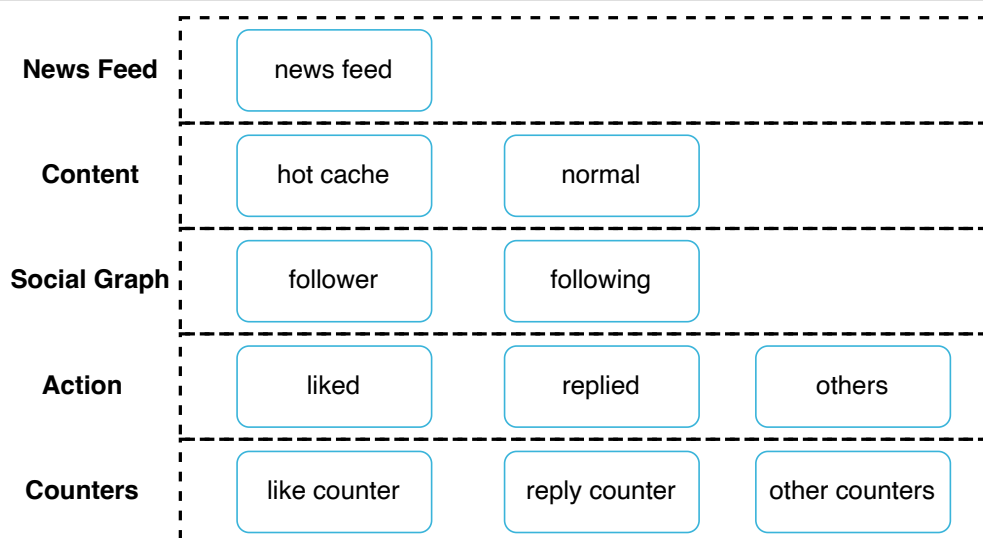 News Feed
news feed
Content
hot cache
normal
Social Graph
follower
following
Action
liked
replied
others
Counters
like counter
reply counter
other counters